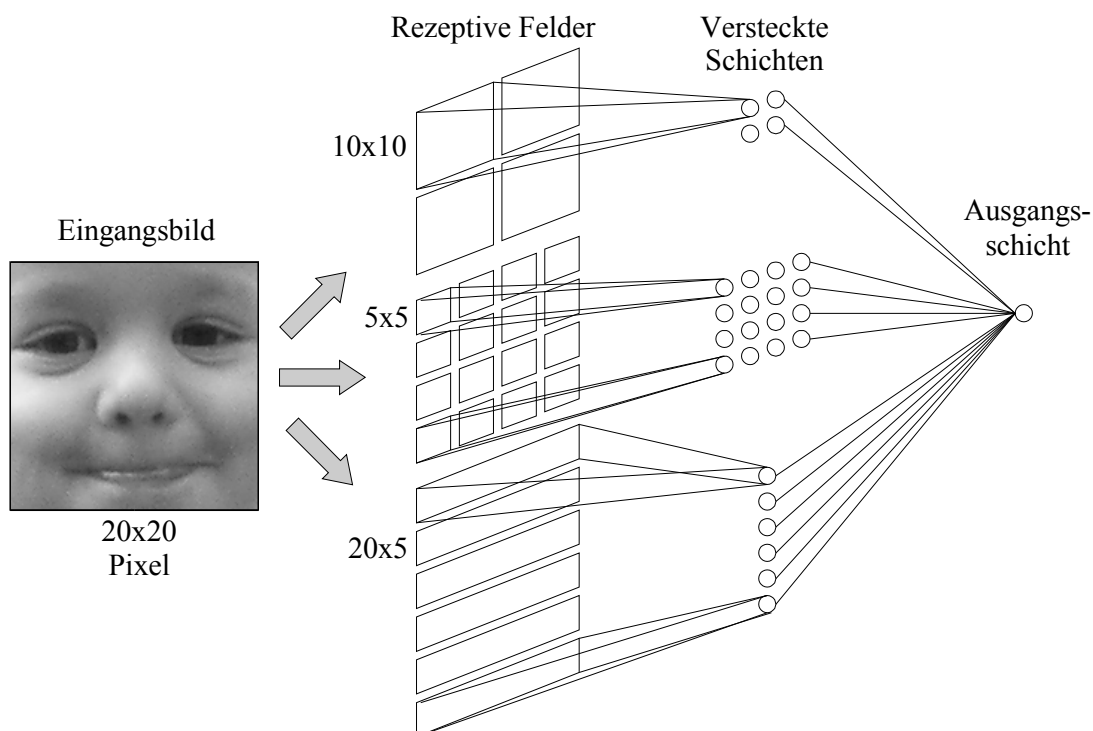 Rezeptive Felder
Versteckte
Schichten
10x10
Ausgangs-
schicht
Eingangsbild
5x5
20x5
20x20
Pixel